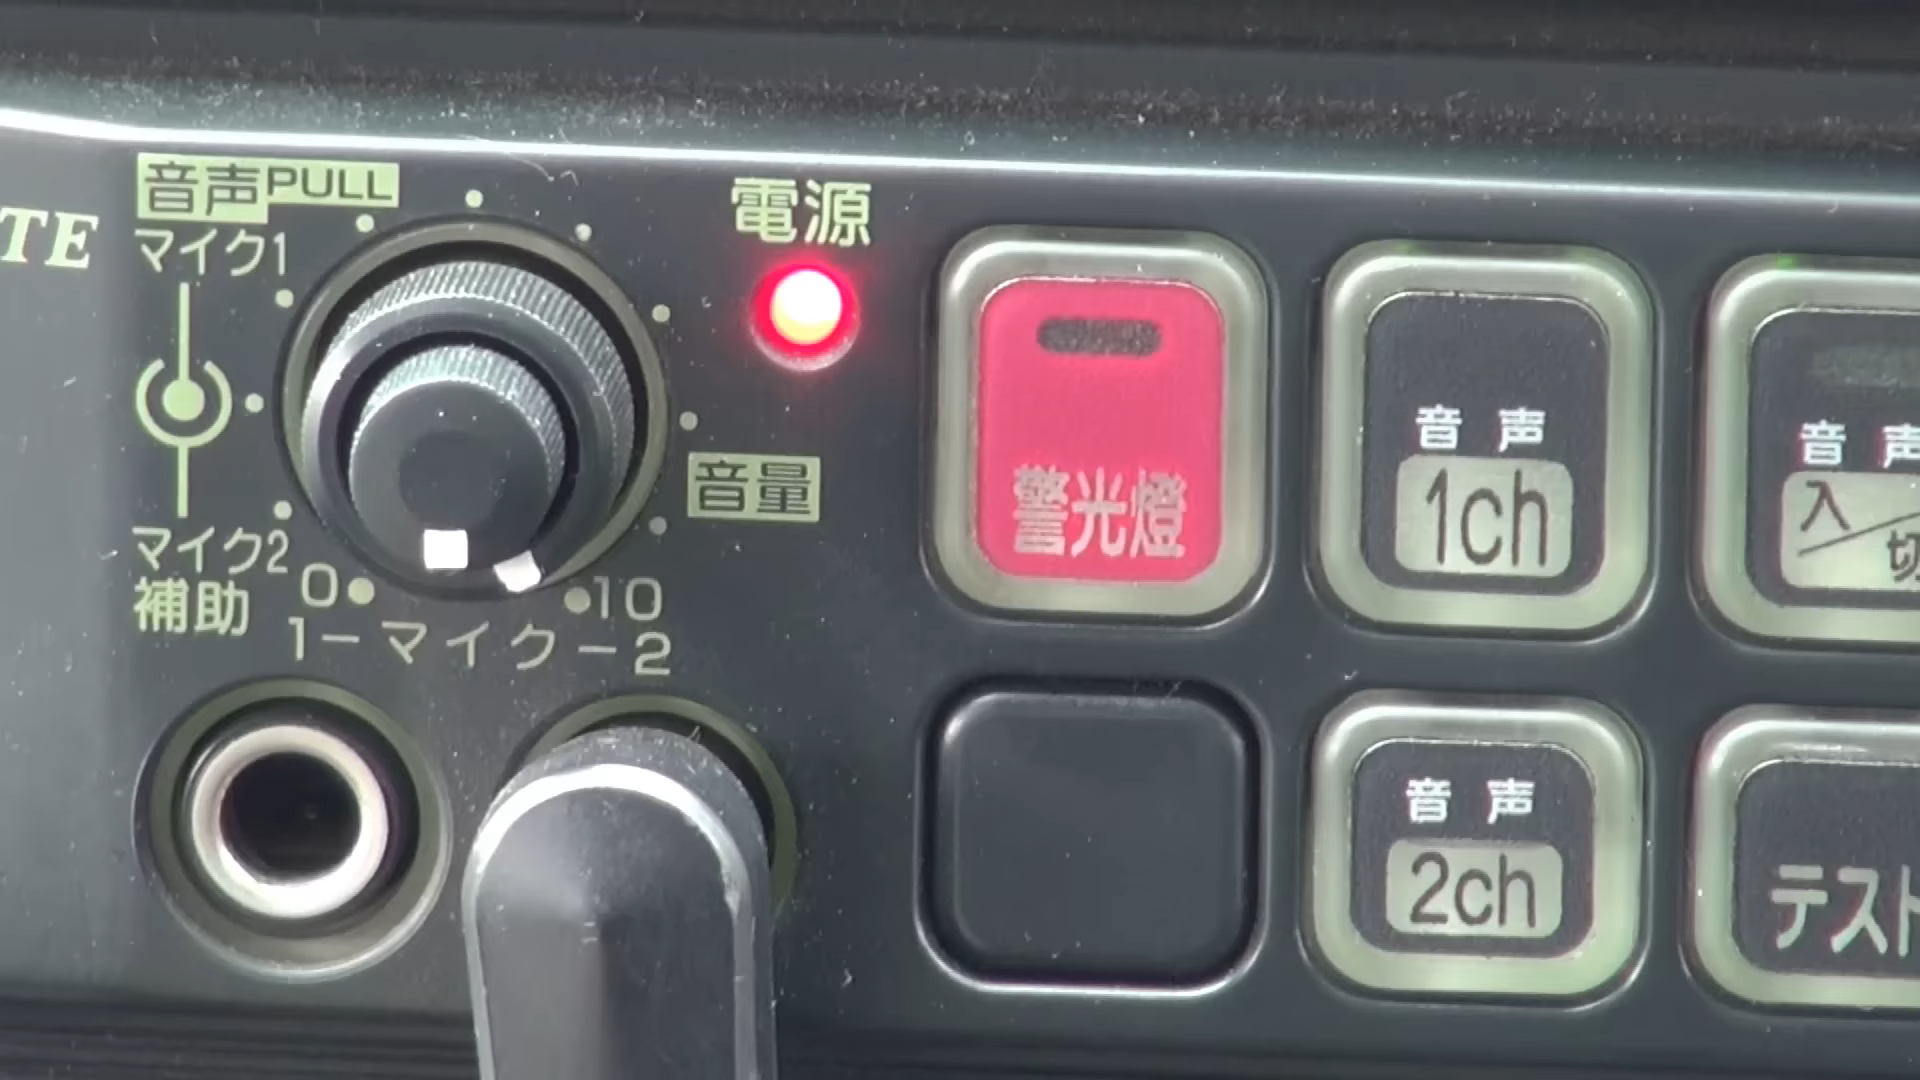 TE
音声PULL
マイク1
マイク2
補助
0
10
1-マイク-2
電源
音量
警光燈
音声
1ch
音声
入/切
音声
2ch
テスト